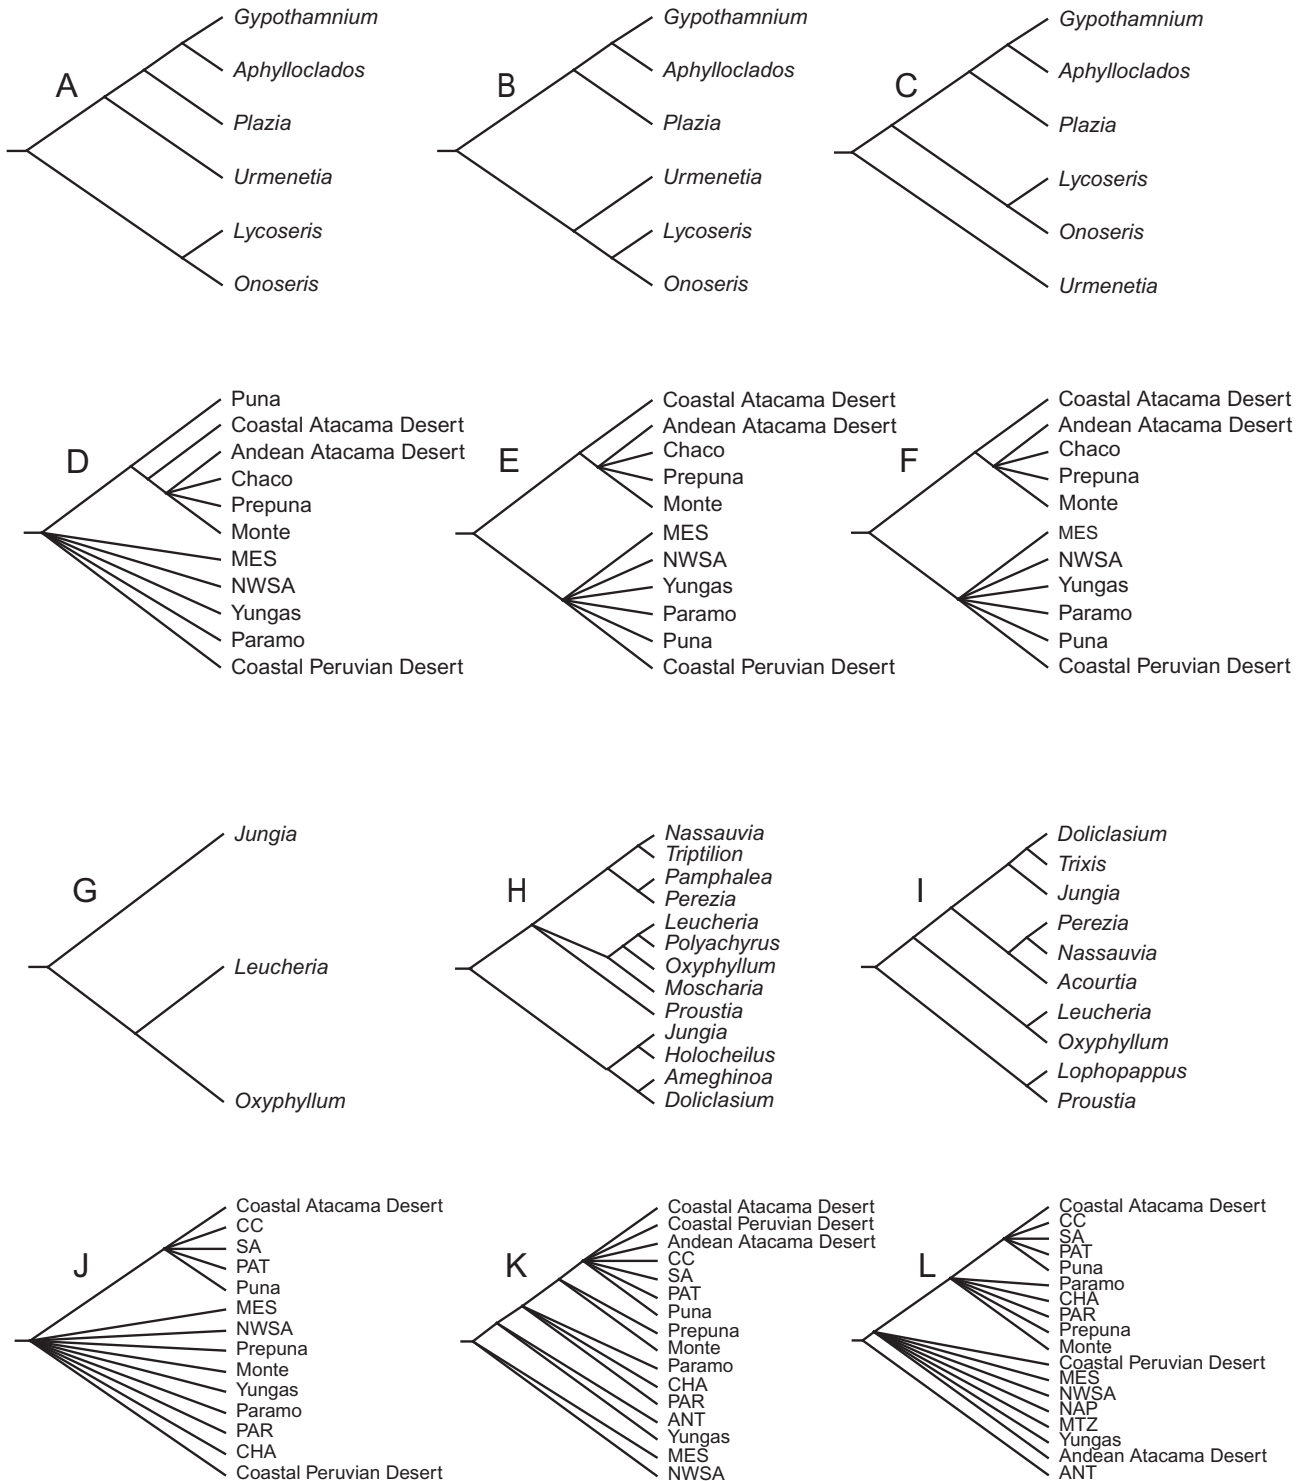 A
Gypothamnium
Aphylloclados
Plazia
Urmenetia
Lycoseris
Onoseris
B
Gypothamnium
Aphylloclados
Plazia
Urmenetia
Lycoseris
Onoseris
C
Gypothamnium
Aphylloclados
Plazia
Lycoseris
Onoseris
Urmenetia
D
Puna
Coastal Atacama Desert
Andean Atacama Desert
Chaco
Prepuna
Monte
MES
NWSA
Yungas
Paramo
Coastal Peruvian Desert
E
Coastal Atacama Desert
Andean Atacama Desert
Chaco
Prepuna
Monte
MES
NWSA
Yungas
Paramo
Puna
Coastal Peruvian Desert
F
Coastal Atacama Desert
Andean Atacama Desert
Chaco
Prepuna
Monte
MES
NWSA
Yungas
Paramo
Puna
Coastal Peruvian Desert
G
Jungia
Leucheria
Oxyphyllum
H
Nassauvia
Triptilion
Pamphalea
Perezia
Leucheria
Polyachyrus
Oxyphyllum
Moscharia
Proustia
Jungia
Holocheilus
Ameghinoa
Doliclasium
I
Doliclasium
Trixis
Jungia
Perezia
Nassauvia
Acourtia
Leucheria
Oxyphyllum
Lophopappus
Proustia
J
Coastal Atacama Desert
CC
SA
PAT
Puna
MES
NWSA
Prepuna
Monte
Yungas
Paramo
PAR
CHA
Coastal Peruvian Desert
K
Coastal Atacama Desert
Coastal Peruvian Desert
Andean Atacama Desert
CC
SA
PAT
Puna
Prepuna
Monte
Paramo
CHA
PAR
ANT
Yungas
MES
NWSA
L
Coastal Atacama Desert
CC
SA
PAT
Puna
Paramo
CHA
PAR
Prepuna
Monte
Coastal Peruvian Desert
MES
NWSA
NAP
MTZ
Yungas
Andean Atacama Desert
ANT